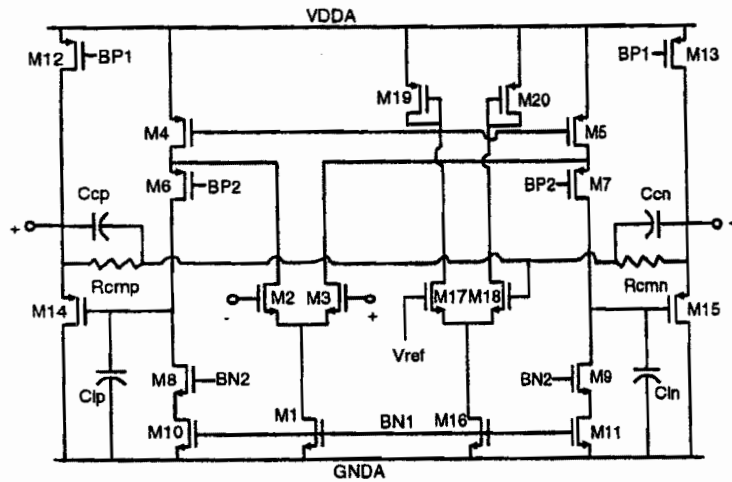 VDDA
M12 BP1 BP1 M13
M19 M20
M4 M5
M6 BP2 BP2 M7
Ccp Ccn
+ +
Rcmp Rcmn
M14 M2 M3 M17 M18 M15
- +
Vref
Clp M8 BN2 BN2 M9 Cln
M10 M1 BN1 M16 M11
GNDA